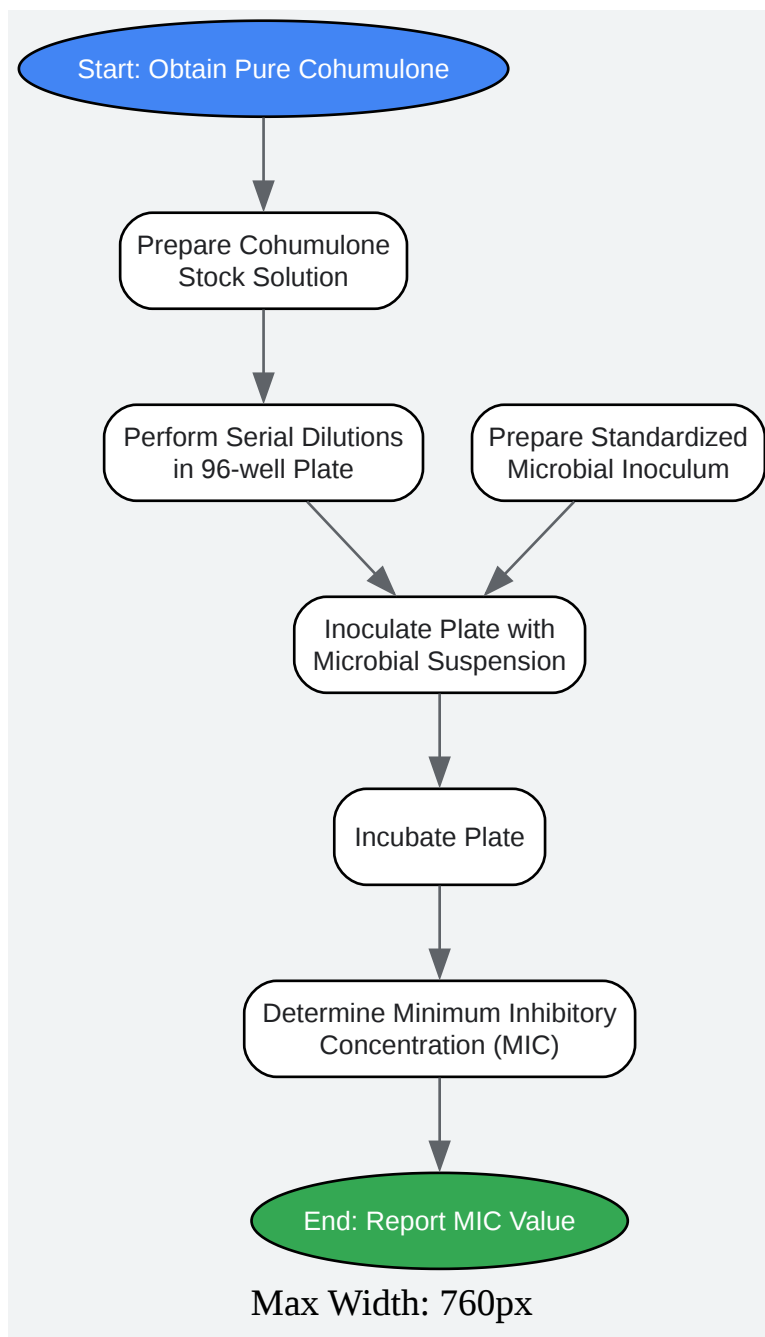 Start: Obtain Pure Cohumulone
Prepare Cohumulone
Stock Solution
Perform Serial Dilutions
in 96-well Plate
Prepare Standardized
Microbial Inoculum
Inoculate Plate with
Microbial Suspension
Incubate Plate
Determine Minimum Inhibitory
Concentration (MIC)
End: Report MIC Value
Max Width: 760px